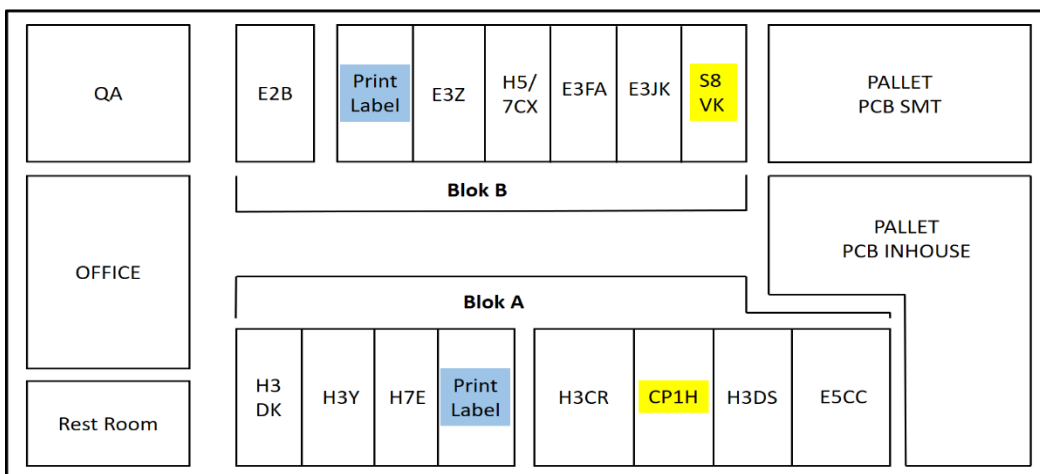 QA
E2B
Print
Label
E3Z
H5/
7CX
E3FA
E3JK
S8
VK
PALLET
PCB SMT
Blok B
OFFICE
PALLET
PCB INHOUSE
Blok A
Rest Room
H3
DK
H3Y
H7E
Print
Label
H3CR
CP1H
H3DS
E5CC